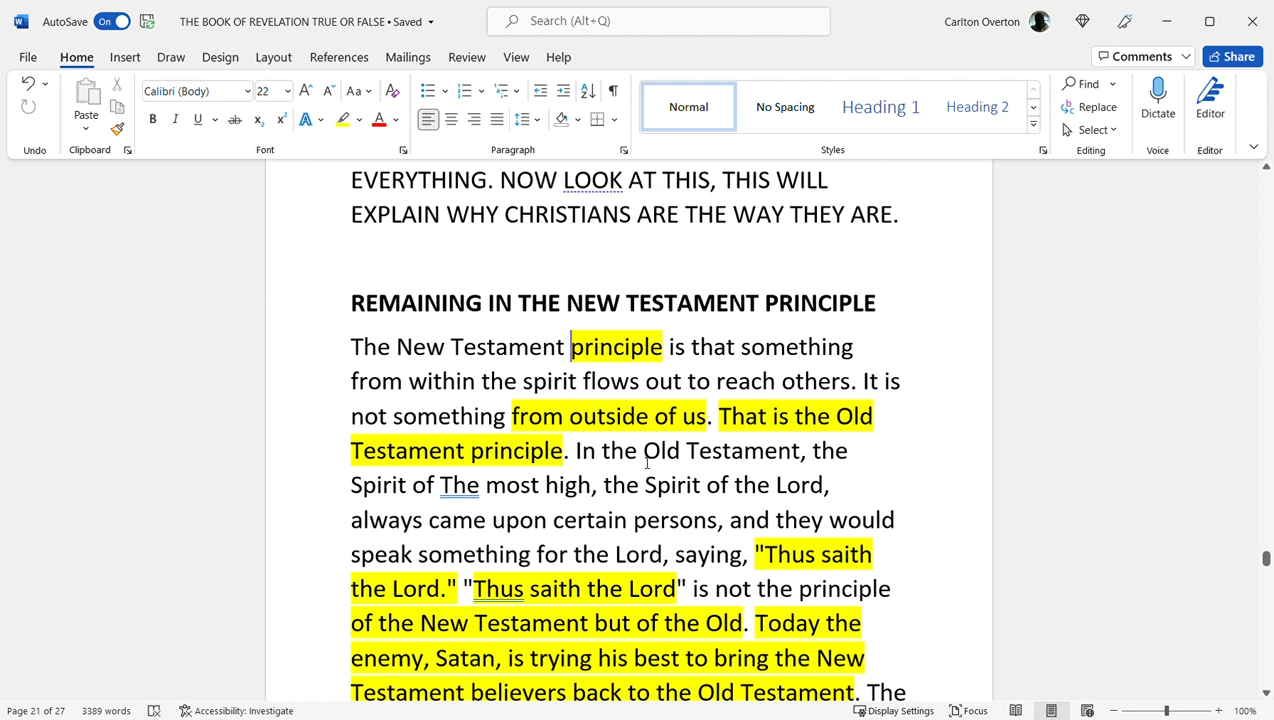 AutoSave On THE BOOK OF REVELATION TRUE OR FALSE • Saved Search (Alt+Q) Carlton Overton
File Home Insert Draw Design Layout References Mailings Review View Help Comments Share
Calibri (Body) 22 Aa Normal No Spacing Heading 1 Heading 2 Find
Paste B I U ab x₂ x² A A Replace Dictate Editor
Select
Undo Clipboard Font Paragraph Styles Editing Voice Editor
EVERYTHING. NOW LOOK AT THIS, THIS WILL
EXPLAIN WHY CHRISTIANS ARE THE WAY THEY ARE.
REMAINING IN THE NEW TESTAMENT PRINCIPLE
The New Testament principle is that something
from within the spirit flows out to reach others. It is
not something from outside of us. That is the Old
Testament principle. In the Old Testament, the
Spirit of The most high, the Spirit of the Lord,
always came upon certain persons, and they would
speak something for the Lord, saying, "Thus saith
the Lord." "Thus saith the Lord" is not the principle
of the New Testament but of the Old. Today the
enemy, Satan, is trying his best to bring the New
Testament believers back to the Old Testament. The
Page 21 of 27 3389 words Accessibility: Investigate Display Settings Focus 100%